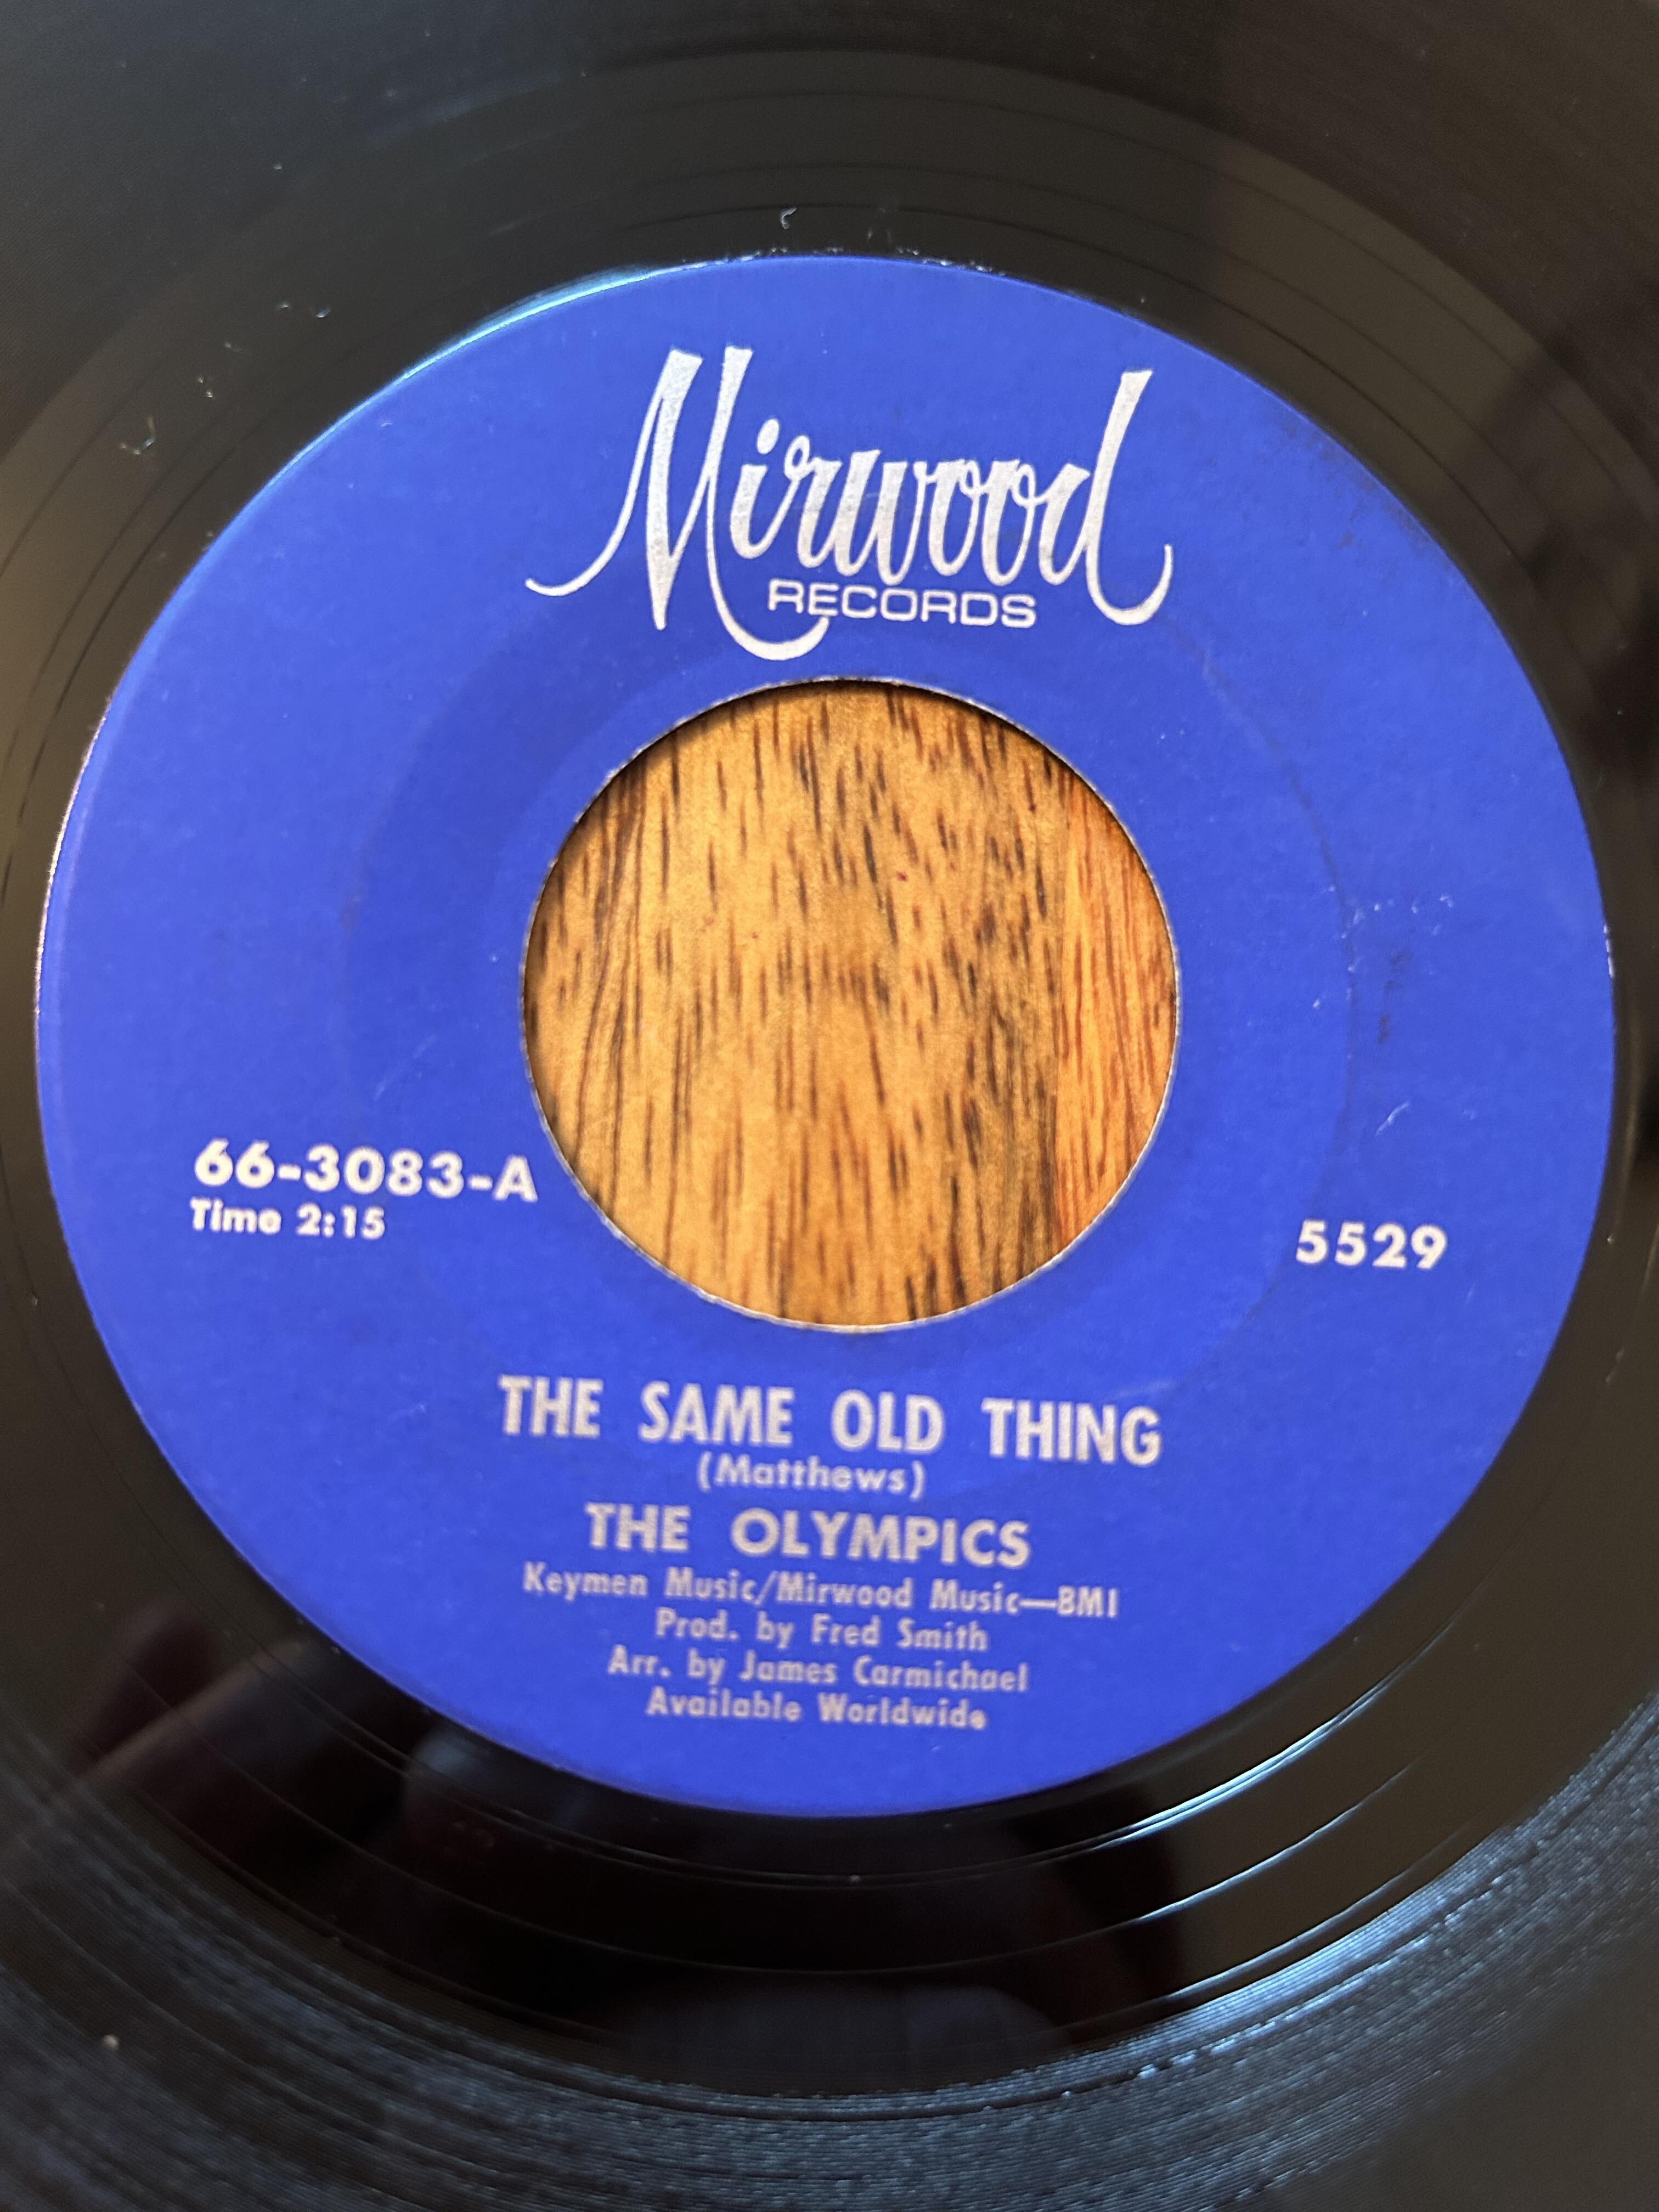 Mirwood
RECORDS
66-3083-A
Time 2:15
5529
THE SAME OLD THING
(Matthews)
THE OLYMPICS
Keymen Music/Mirwood Music—BMI
Prod. by Fred Smith
Arr. by James Carmichael
Available Worldwide